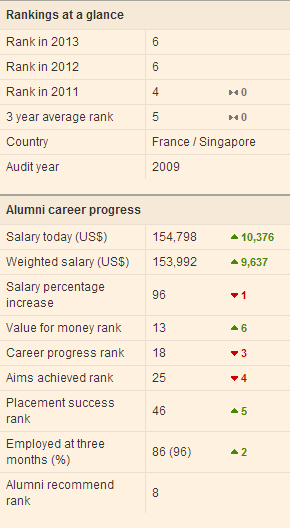 Rankings at a glance
Rank in 2013 6
Rank in 2012 6
Rank in 2011 4 0
3 year average rank 5 0
Country France / Singapore
Audit year 2009
Alumni career progress
Salary today (US$) 154,798 10,376
Weighted salary (US$) 153,992 9,637
Salary percentage
increase 96 1
Value for money rank 13 6
Career progress rank 18 3
Aims achieved rank 25 4
Placement success
rank 46 5
Employed at three
months (%) 86 (96) 2
Alumni recommend
rank 8